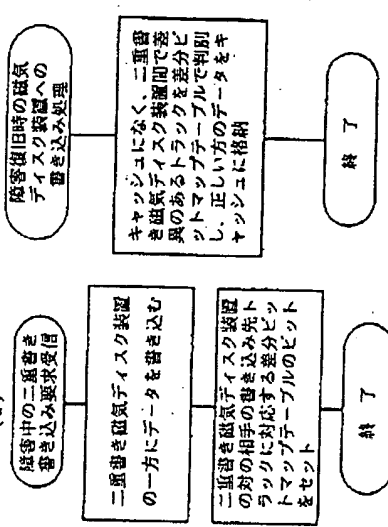 障害中の二重書き
書き込み要求受信
二重書き磁気ディスク装置
の一方にデータを書き込む
二重書き磁気ディスク装置
の対の相手の書き込み先ト
ラックに対応する差分ビッ
トマップテーブルのビット
をセット
終 了
障害復旧時の磁気
ディスク装置への
書き込み処理
キャッシュになく、二重書
き磁気ディスク装置間で差
異のあるトラックを差分ビ
ットマップテーブルで判別
し、正しい方のデータをキ
ャッシュに格納
終 了